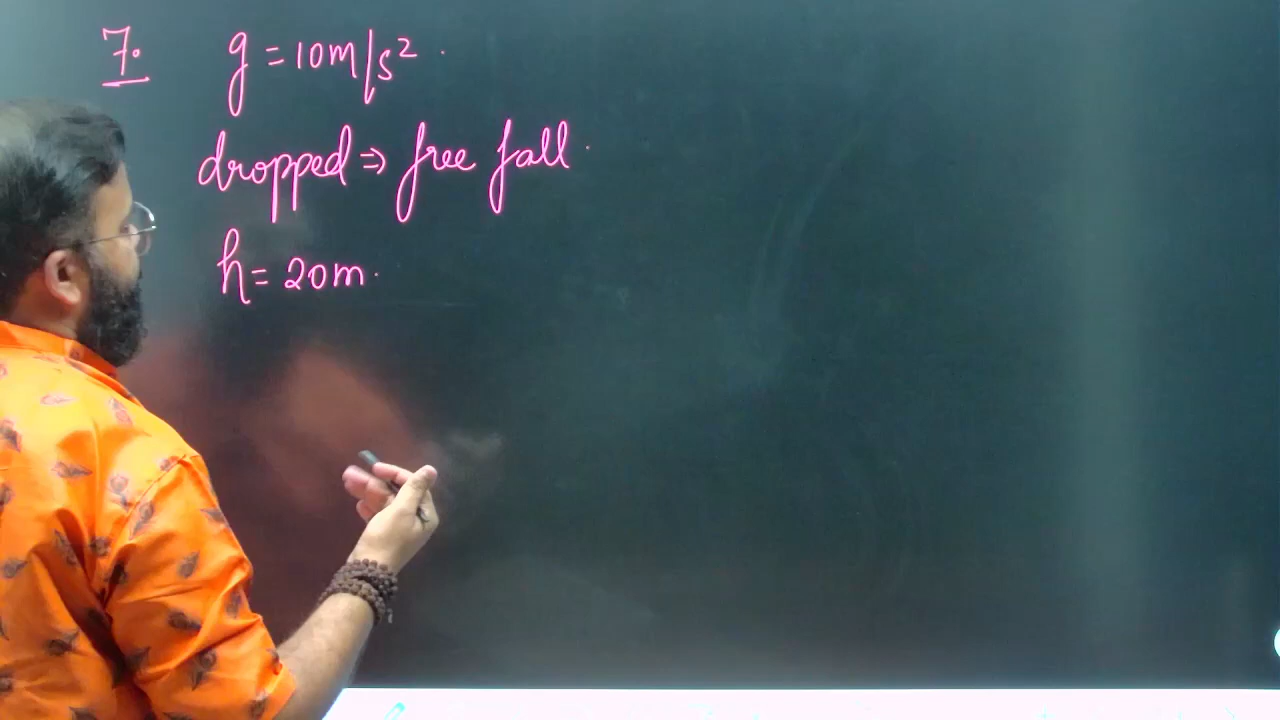 7.
g = 10m/s² .
dropped ⇒ free fall .
h = 20m .